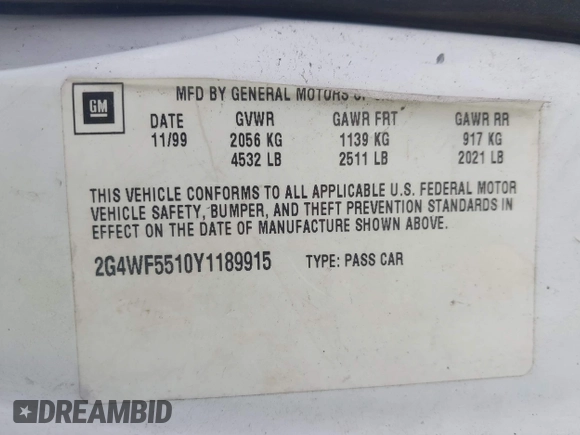 GM
MFD BY GENERAL MOTORS
DATE GVWR GAWR FRT GAWR RR
11/99 2056 KG 1139 KG 917 KG
4532 LB 2511 LB 2021 LB
THIS VEHICLE CONFORMS TO ALL APPLICABLE U.S. FEDERAL MOTOR
VEHICLE SAFETY, BUMPER, AND THEFT PREVENTION STANDARDS IN
EFFECT ON THE DATE OF MANUFACTURE SHOWN ABOVE.
2G4WF5510Y1189915 TYPE: PASS CAR
DREAMBID